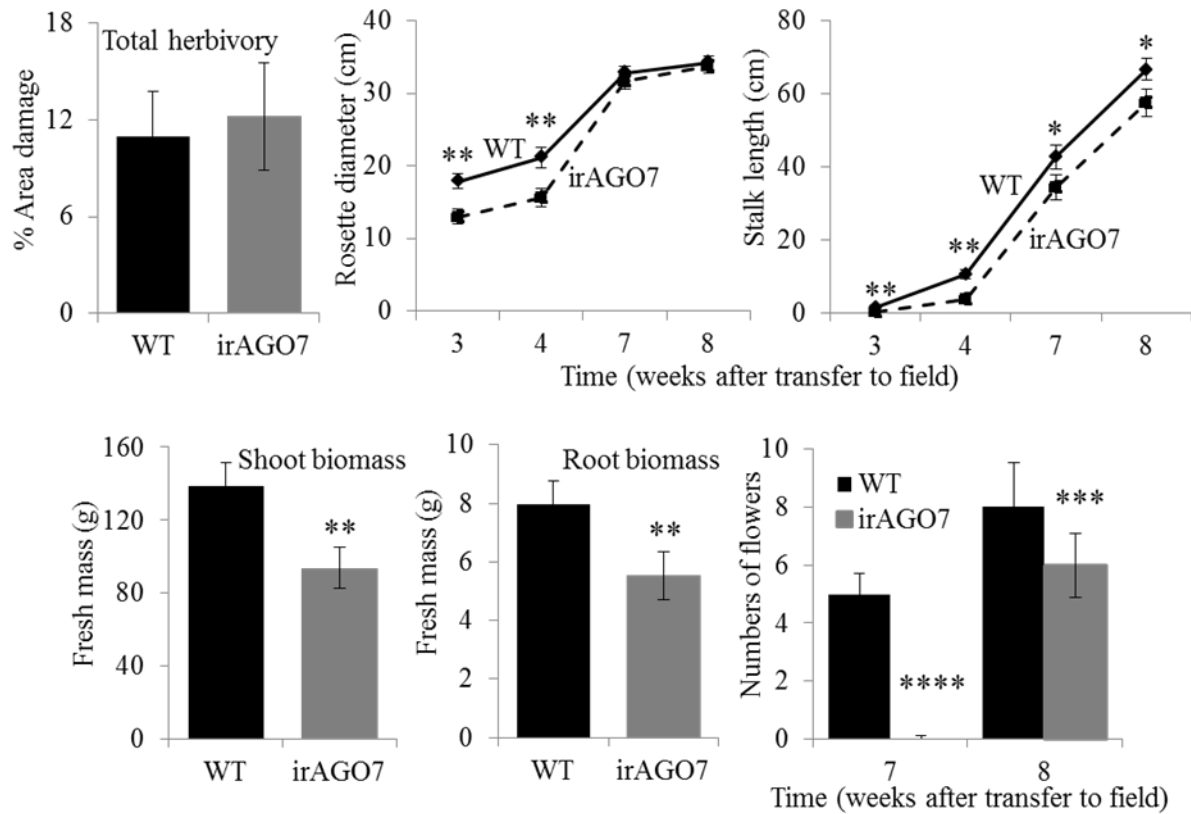 Total herbivory
% Area damage
18
12
6
0
WT
irAGO7
Rosette diameter (cm)
40
30
20
10
0
**
**
WT
irAGO7
3
4
7
8
Stalk length (cm)
80
60
40
20
0
**
**
*
*
WT
irAGO7
3
4
7
8
Time (weeks after transfer to field)
Shoot biomass
Fresh mass (g)
160
120
80
40
0
**
WT
irAGO7
Root biomass
Fresh mass (g)
10
8
6
4
2
0
**
WT
irAGO7
Numbers of flowers
10
8
6
4
2
0
WT
irAGO7
****
***
7
8
Time (weeks after transfer to field)